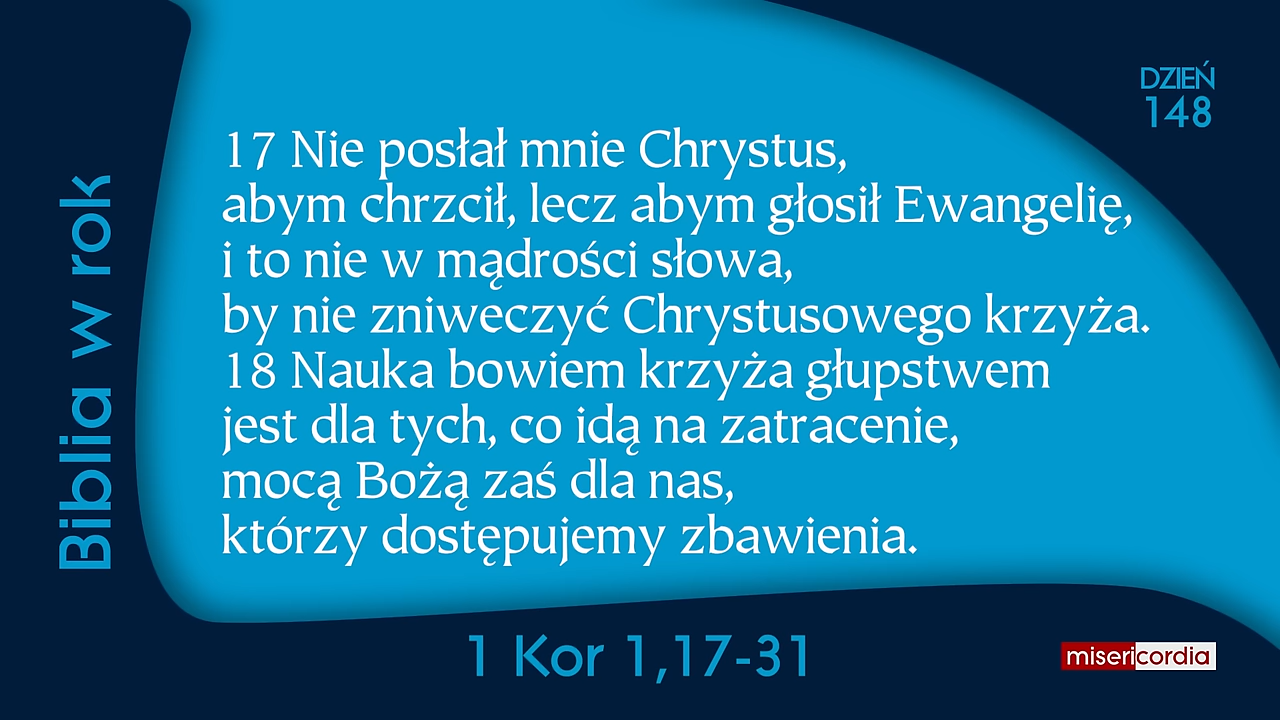 DZIEŃ
148
Biblia w rok
17 Nie posłał mnie Chrystus,
abym chrzcił, lecz abym głosił Ewangelię,
i to nie w mądrości słowa,
by nie zniweczyć Chrystusowego krzyża.
18 Nauka bowiem krzyża głupstwem
jest dla tych, co idą na zatracenie,
mocą Bożą zaś dla nas,
którzy dostępujemy zbawienia.
1 Kor 1,17-31
misericordia